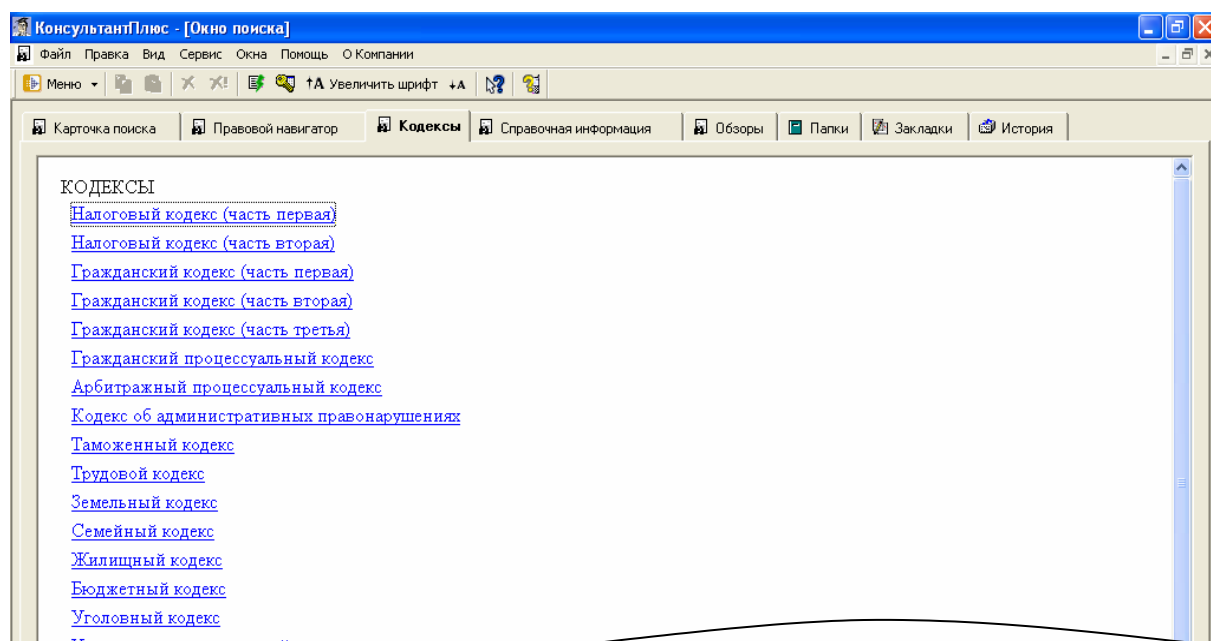 КонсультантПлюс - [Окно поиска]
Файл Правка Вид Сервис Окна Помощь О Компании
Меню Увеличить шрифт
Карточка поиска Правовой навигатор Кодексы Справочная информация Обзоры Папки Закладки История
КОДЕКСЫ
Налоговый кодекс (часть первая)
Налоговый кодекс (часть вторая)
Гражданский кодекс (часть первая)
Гражданский кодекс (часть вторая)
Гражданский кодекс (часть третья)
Гражданский процессуальный кодекс
Арбитражный процессуальный кодекс
Кодекс об административных правонарушениях
Таможенный кодекс
Трудовой кодекс
Земельный кодекс
Семейный кодекс
Жилищный кодекс
Бюджетный кодекс
Уголовный кодекс